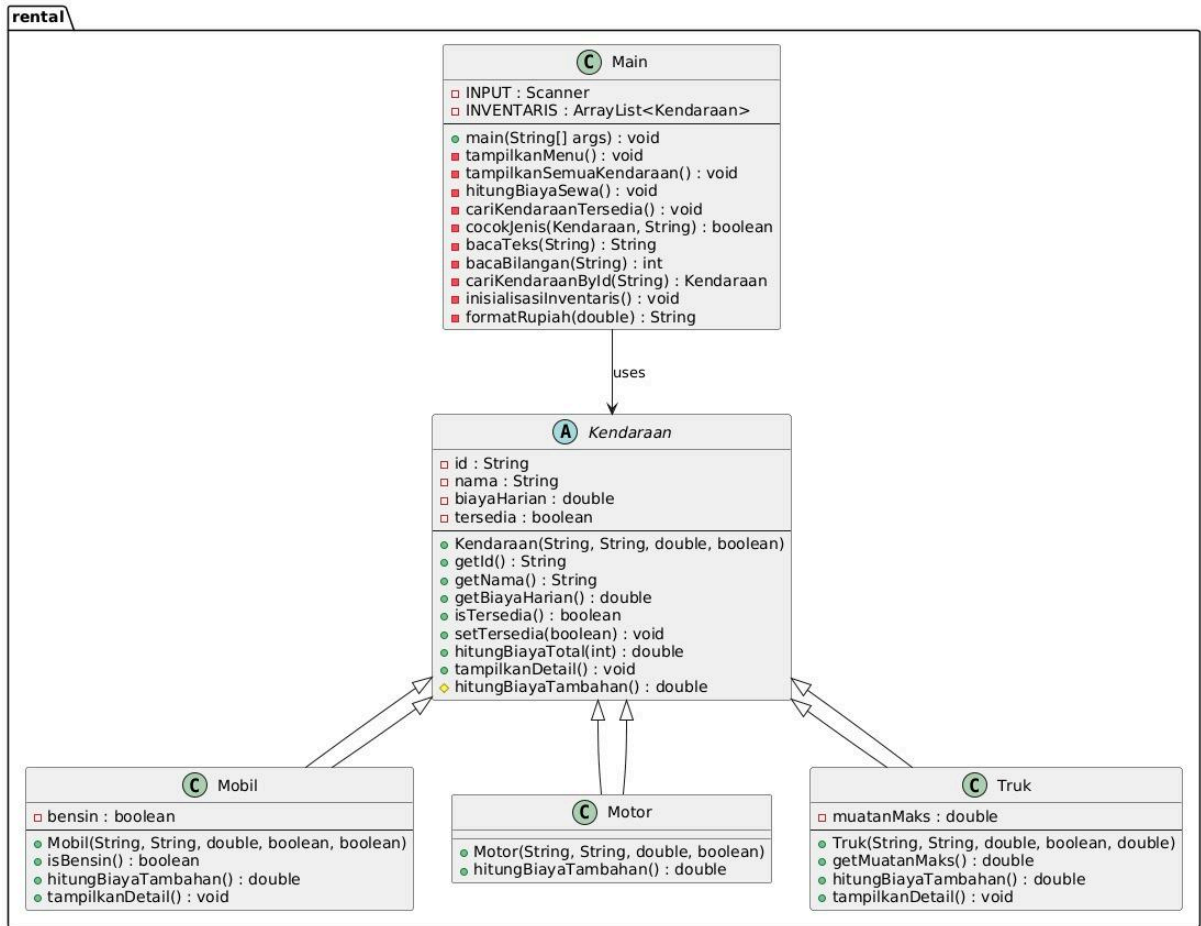 rental
C Main
INPUT : Scanner
INVENTARIS : ArrayList<Kendaraan>
main(String[] args) : void
tampilkanMenu() : void
tampilkanSemuaKendaraan() : void
hitungBiayaSewa() : void
cariKendaraanTersedia() : void
cocokJenis(Kendaraan, String) : boolean
bacaTeks(String) : String
bacaBilangan(String) : int
cariKendaraanById(String) : Kendaraan
inisialisasiInventaris() : void
formatRupiah(double) : String
uses
A Kendaraan
id : String
nama : String
biayaHarian : double
tersedia : boolean
Kendaraan(String, String, double, boolean)
getId() : String
getNama() : String
getBiayaHarian() : double
isTersedia() : boolean
setTersedia(boolean) : void
hitungBiayaTotal(int) : double
tampilkanDetail() : void
hitungBiayaTambahan() : double
C Mobil
bensin : boolean
Mobil(String, String, double, boolean, boolean)
isBensin() : boolean
hitungBiayaTambahan() : double
tampilkanDetail() : void
C Motor
Motor(String, String, double, boolean)
hitungBiayaTambahan() : double
C Truk
muatanMaks : double
Truk(String, String, double, boolean, double)
getMuatanMaks() : double
hitungBiayaTambahan() : double
tampilkanDetail() : void